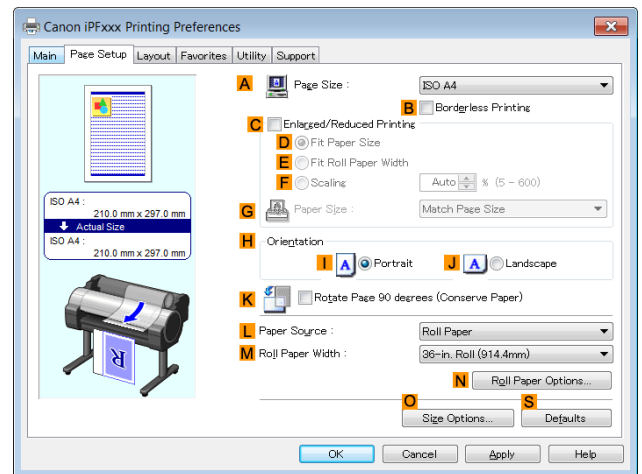 Canon iPFxxx Printing Preferences
Main Page Setup Layout Favorites Utility Support
A Page Size : ISO A4
B Borderless Printing
C Enlarged/Reduced Printing
D Fit Paper Size
E Fit Roll Paper Width
F Scaling Auto % (5 - 600)
G Paper Size : Match Page Size
ISO A4 :
210.0 mm x 297.0 mm
Actual Size
ISO A4 :
210.0 mm x 297.0 mm
H Orientation
I A Portrait J A Landscape
K Rotate Page 90 degrees (Conserve Paper)
L Paper Source : Roll Paper
M Roll Paper Width : 36-in. Roll (914.4mm)
N Roll Paper Options...
O Size Options... S Defaults
R
OK Cancel Apply Help